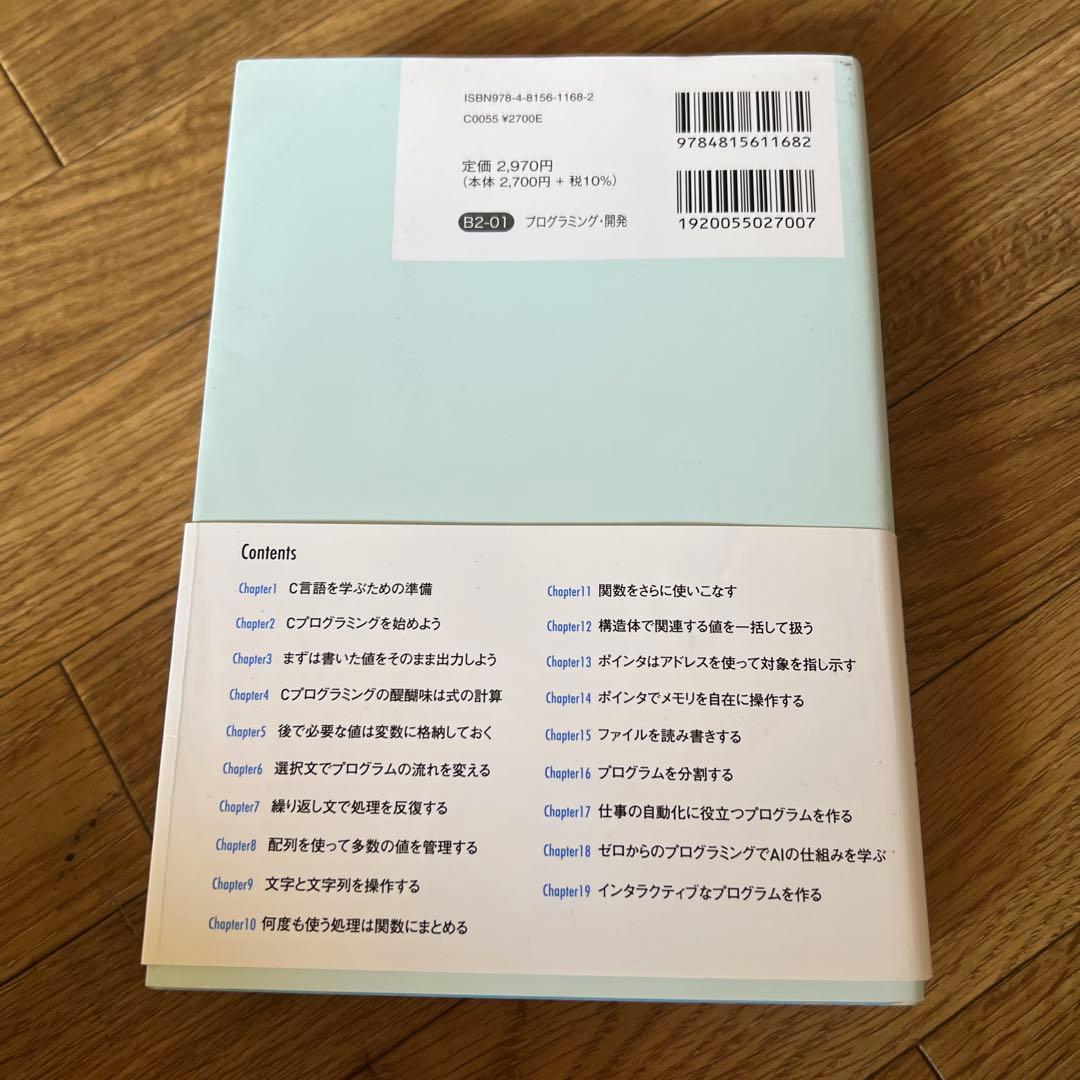 ISBN978-4-8156-1168-2
C0055 ¥2700E
定価 2,970円
(本体 2,700円 + 税10%)
B2-01 プログラミング・開発
9784815611682
1920055027007
Contents
Chapter1 C言語を学ぶための準備
Chapter2 Cプログラミングを始めよう
Chapter3 まずは書いた値をそのまま出力しよう
Chapter4 Cプログラミングの醍醐味は式の計算
Chapter5 後で必要な値は変数に格納しておく
Chapter6 選択文でプログラムの流れを変える
Chapter7 繰り返し文で処理を反復する
Chapter8 配列を使って多数の値を管理する
Chapter9 文字と文字列を操作する
Chapter10 何度も使う処理は関数にまとめる
Chapter11 関数をさらに使いこなす
Chapter12 構造体で関連する値を一括して扱う
Chapter13 ポインタはアドレスを使って対象を指し示す
Chapter14 ポインタでメモリを自在に操作する
Chapter15 ファイルを読み書きする
Chapter16 プログラムを分割する
Chapter17 仕事の自動化に役立つプログラムを作る
Chapter18 ゼロからのプログラミングでAIの仕組みを学ぶ
Chapter19 インタラクティブなプログラムを作る